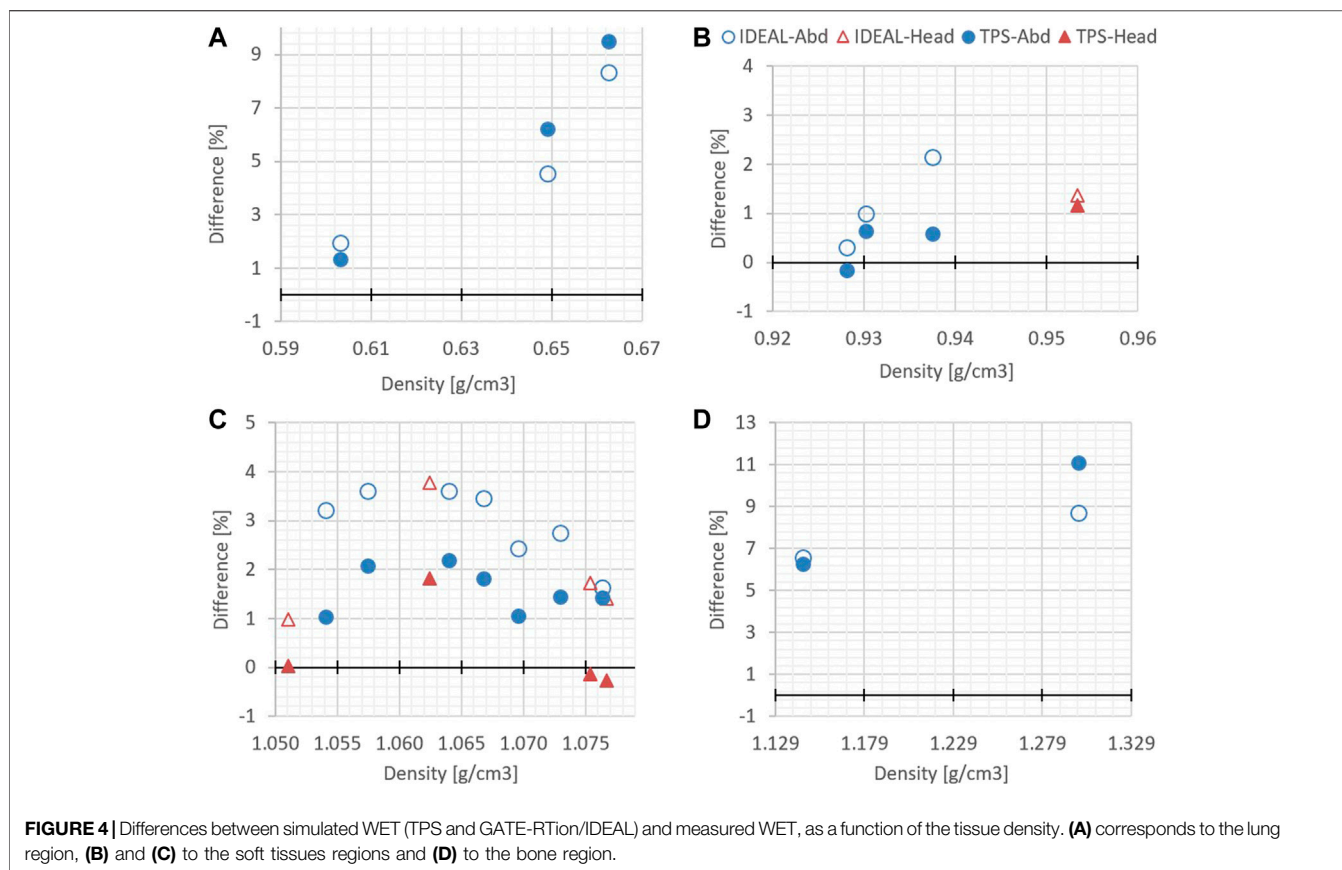 A
9
7
5
3
1
-1
Difference [%]
0.59 0.61 0.63 0.65 0.67
Density [g/cm3]
B
IDEAL-Abd IDEAL-Head TPS-Abd TPS-Head
4
3
2
1
0
-1
Difference [%]
0.92 0.93 0.94 0.95 0.96
Density [g/cm3]
C
5
4
3
2
1
0
-1
Difference [%]
1.050 1.055 1.060 1.065 1.070 1.075
Density [g/cm3]
D
13
11
9
7
5
3
1
-1
Difference [%]
1.129 1.179 1.229 1.279 1.329
Density [g/cm3]
FIGURE 4 | Differences between simulated WET (TPS and GATE-RTion/IDEAL) and measured WET, as a function of the tissue density. (A) corresponds to the lung
region, (B) and (C) to the soft tissues regions and (D) to the bone region.